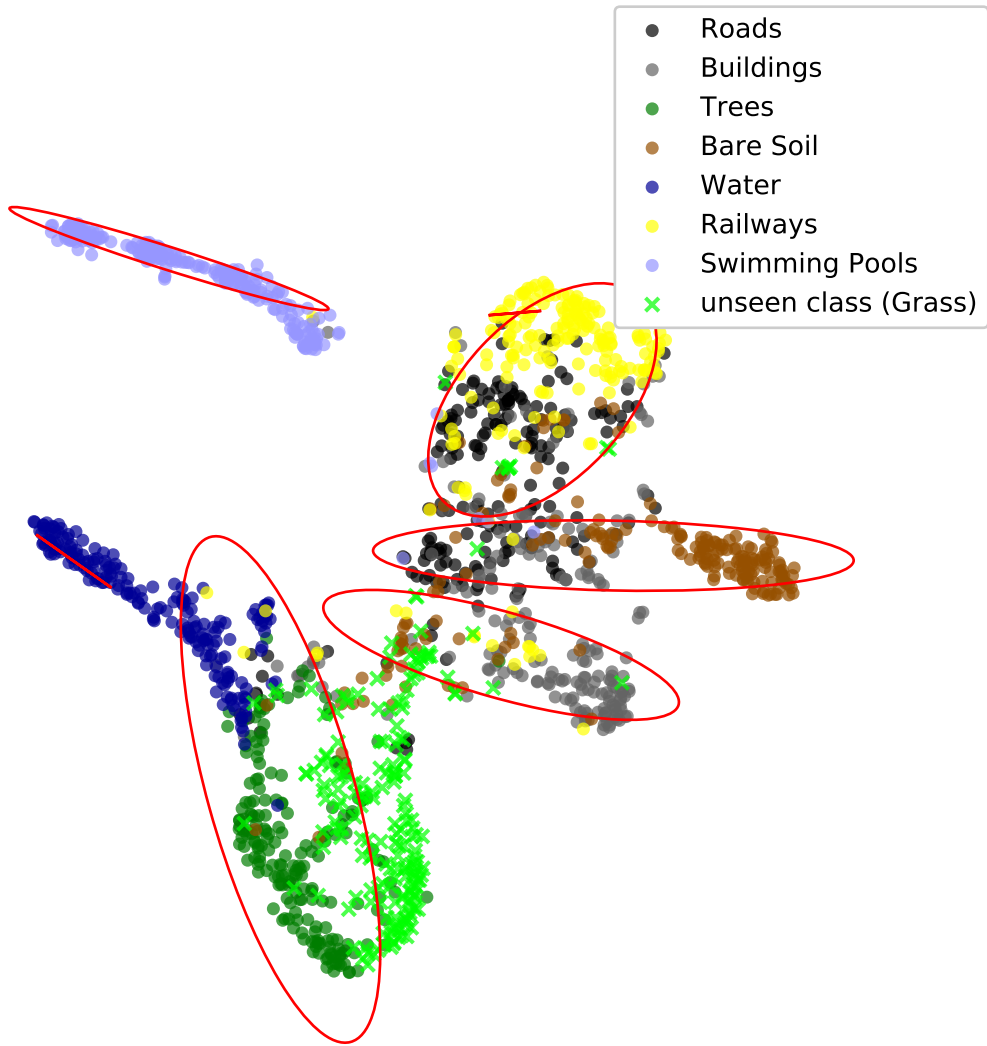 Roads
Buildings
Trees
Bare Soil
Water
Railways
Swimming Pools
unseen class (Grass)